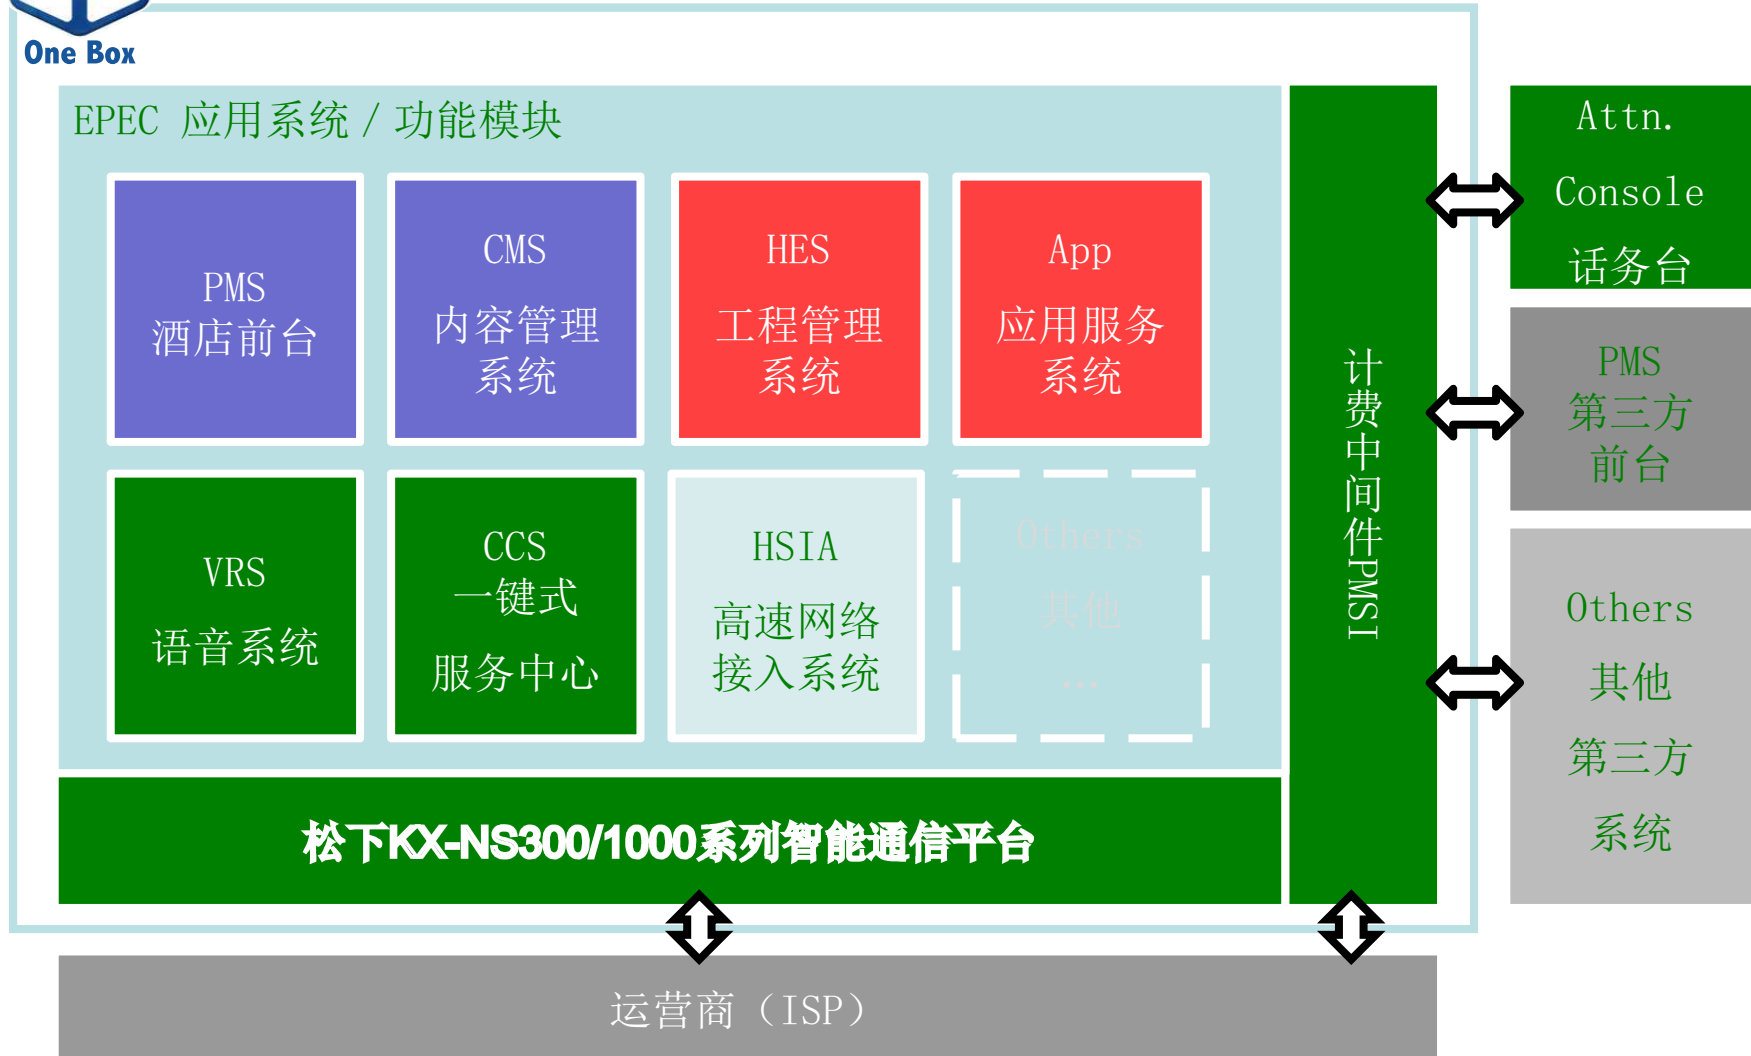 One Box
EPEC 应用系统 / 功能模块
PMS
酒店前台
CMS
内容管理
系统
HES
工程管理
系统
App
应用服务
系统
VRS
语音系统
CCS
一键式
服务中心
HSIA
高速网络
接入系统
Others
其他
...
计费中间件PMSI
松下KX-NS300/1000系列智能通信平台
Attn.
Console
话务台
PMS
第三方
前台
Others
其他
第三方
系统
运营商（ISP）